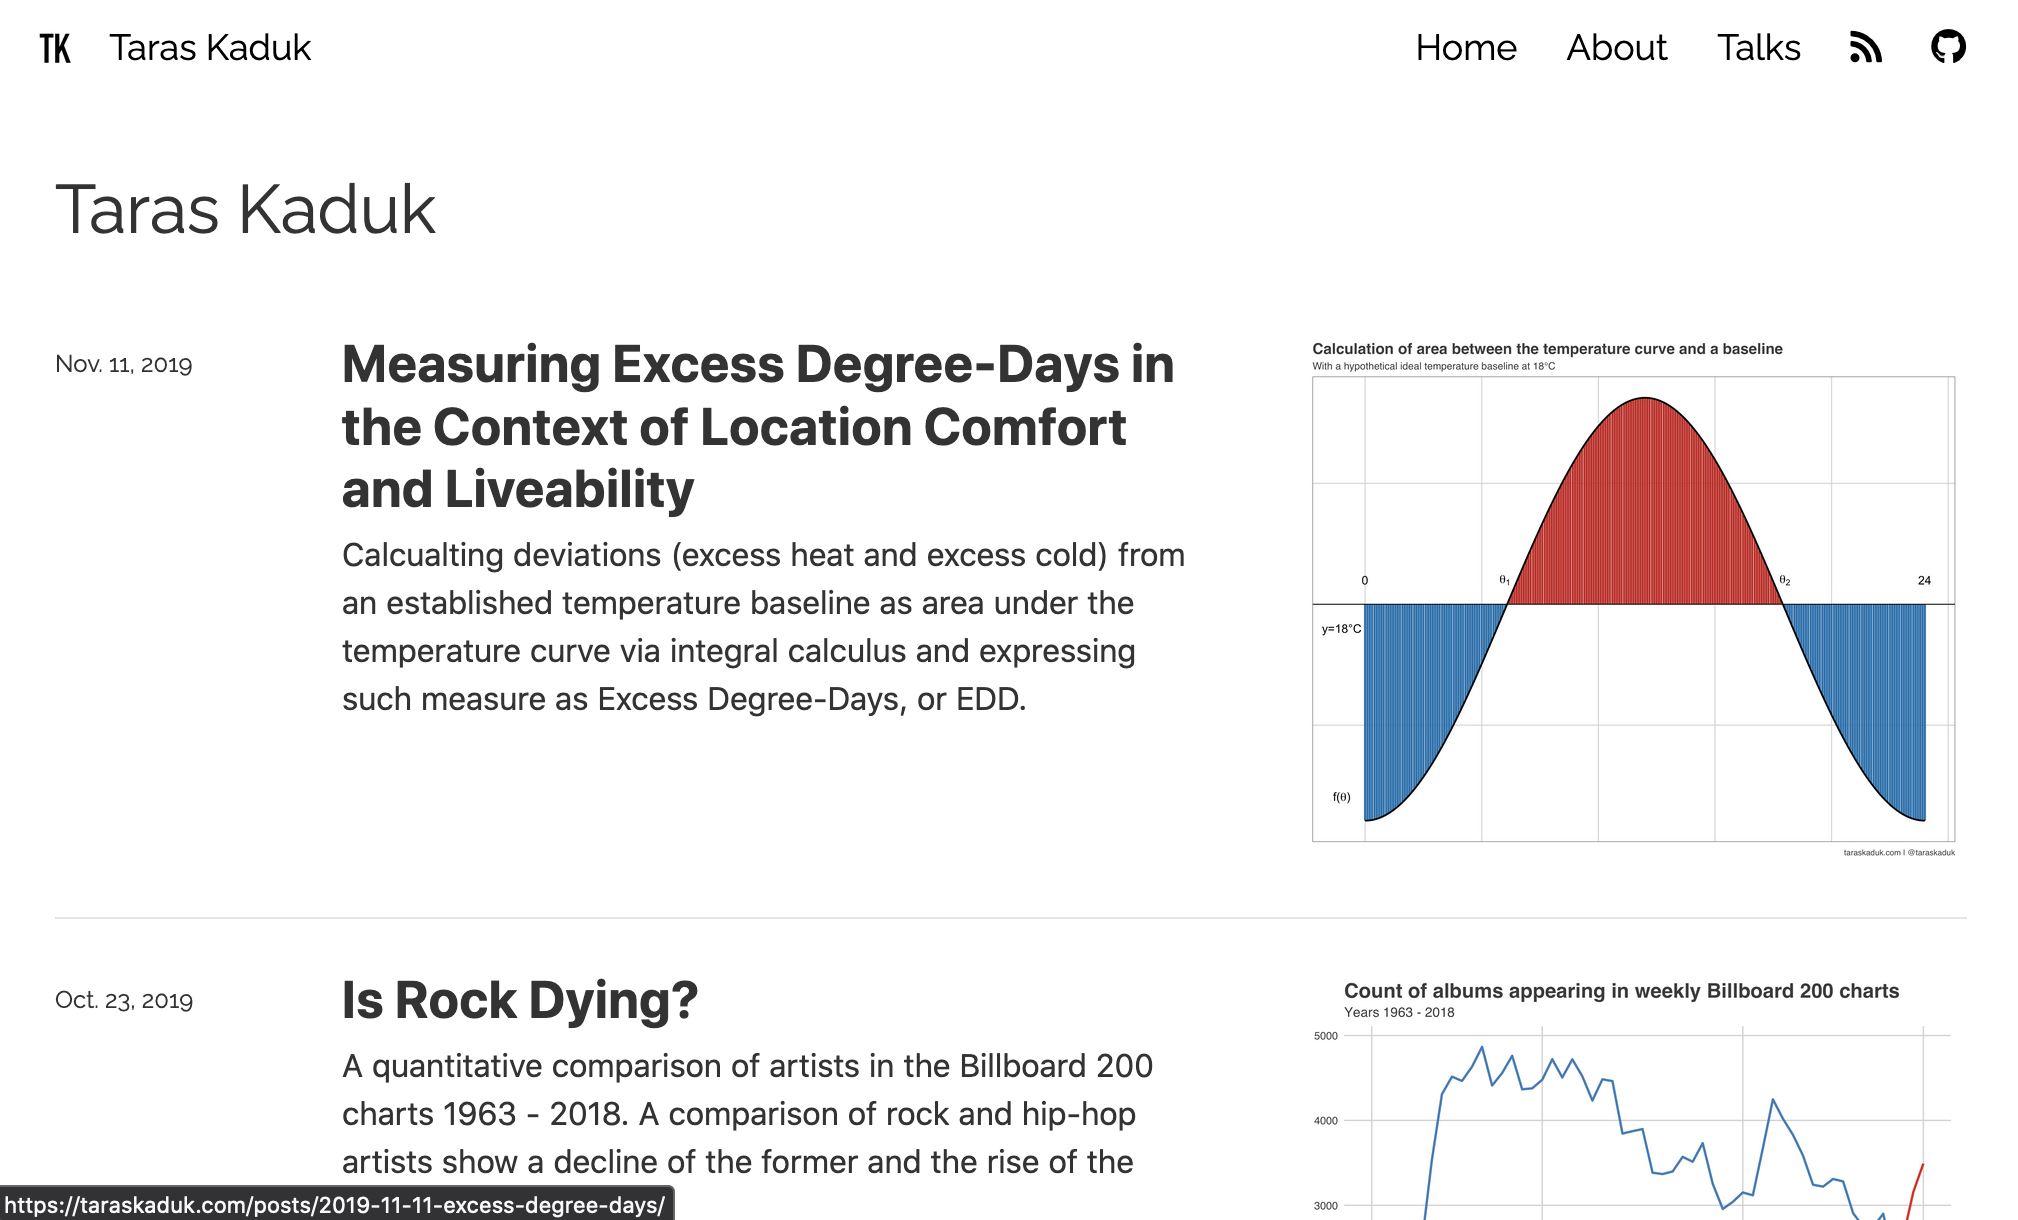 TK Taras Kaduk Home About Talks
Taras Kaduk
Nov. 11, 2019
Measuring Excess Degree-Days in
the Context of Location Comfort
and Liveability
Calcualting deviations (excess heat and excess cold) from
an established temperature baseline as area under the
temperature curve via integral calculus and expressing
such measure as Excess Degree-Days, or EDD.
Calculation of area between the temperature curve and a baseline
With a hypothetical ideal temperature baseline at 18°C
0 θ₁ θ₂ 24
y=18°C
f(θ)
taraskaduk.com | @taraskaduk
Oct. 23, 2019
Is Rock Dying?
A quantitative comparison of artists in the Billboard 200
charts 1963 - 2018. A comparison of rock and hip-hop
artists show a decline of the former and the rise of the
Count of albums appearing in weekly Billboard 200 charts
Years 1963 - 2018
5000
4000
3000
https://taraskaduk.com/posts/2019-11-11-excess-degree-days/